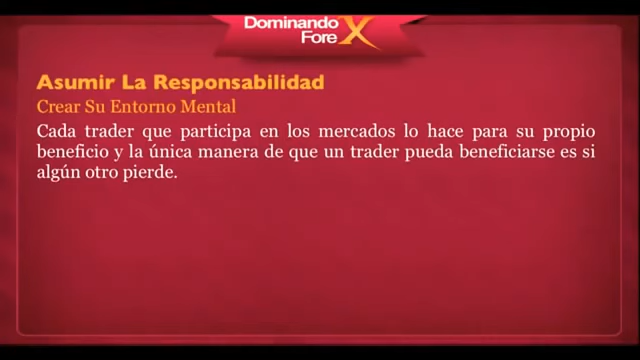 Dominando
ForeX
Asumir La Responsabilidad
Crear Su Entorno Mental
Cada trader que participa en los mercados lo hace para su propio
beneficio y la única manera de que un trader pueda beneficiarse es si
algún otro pierde.